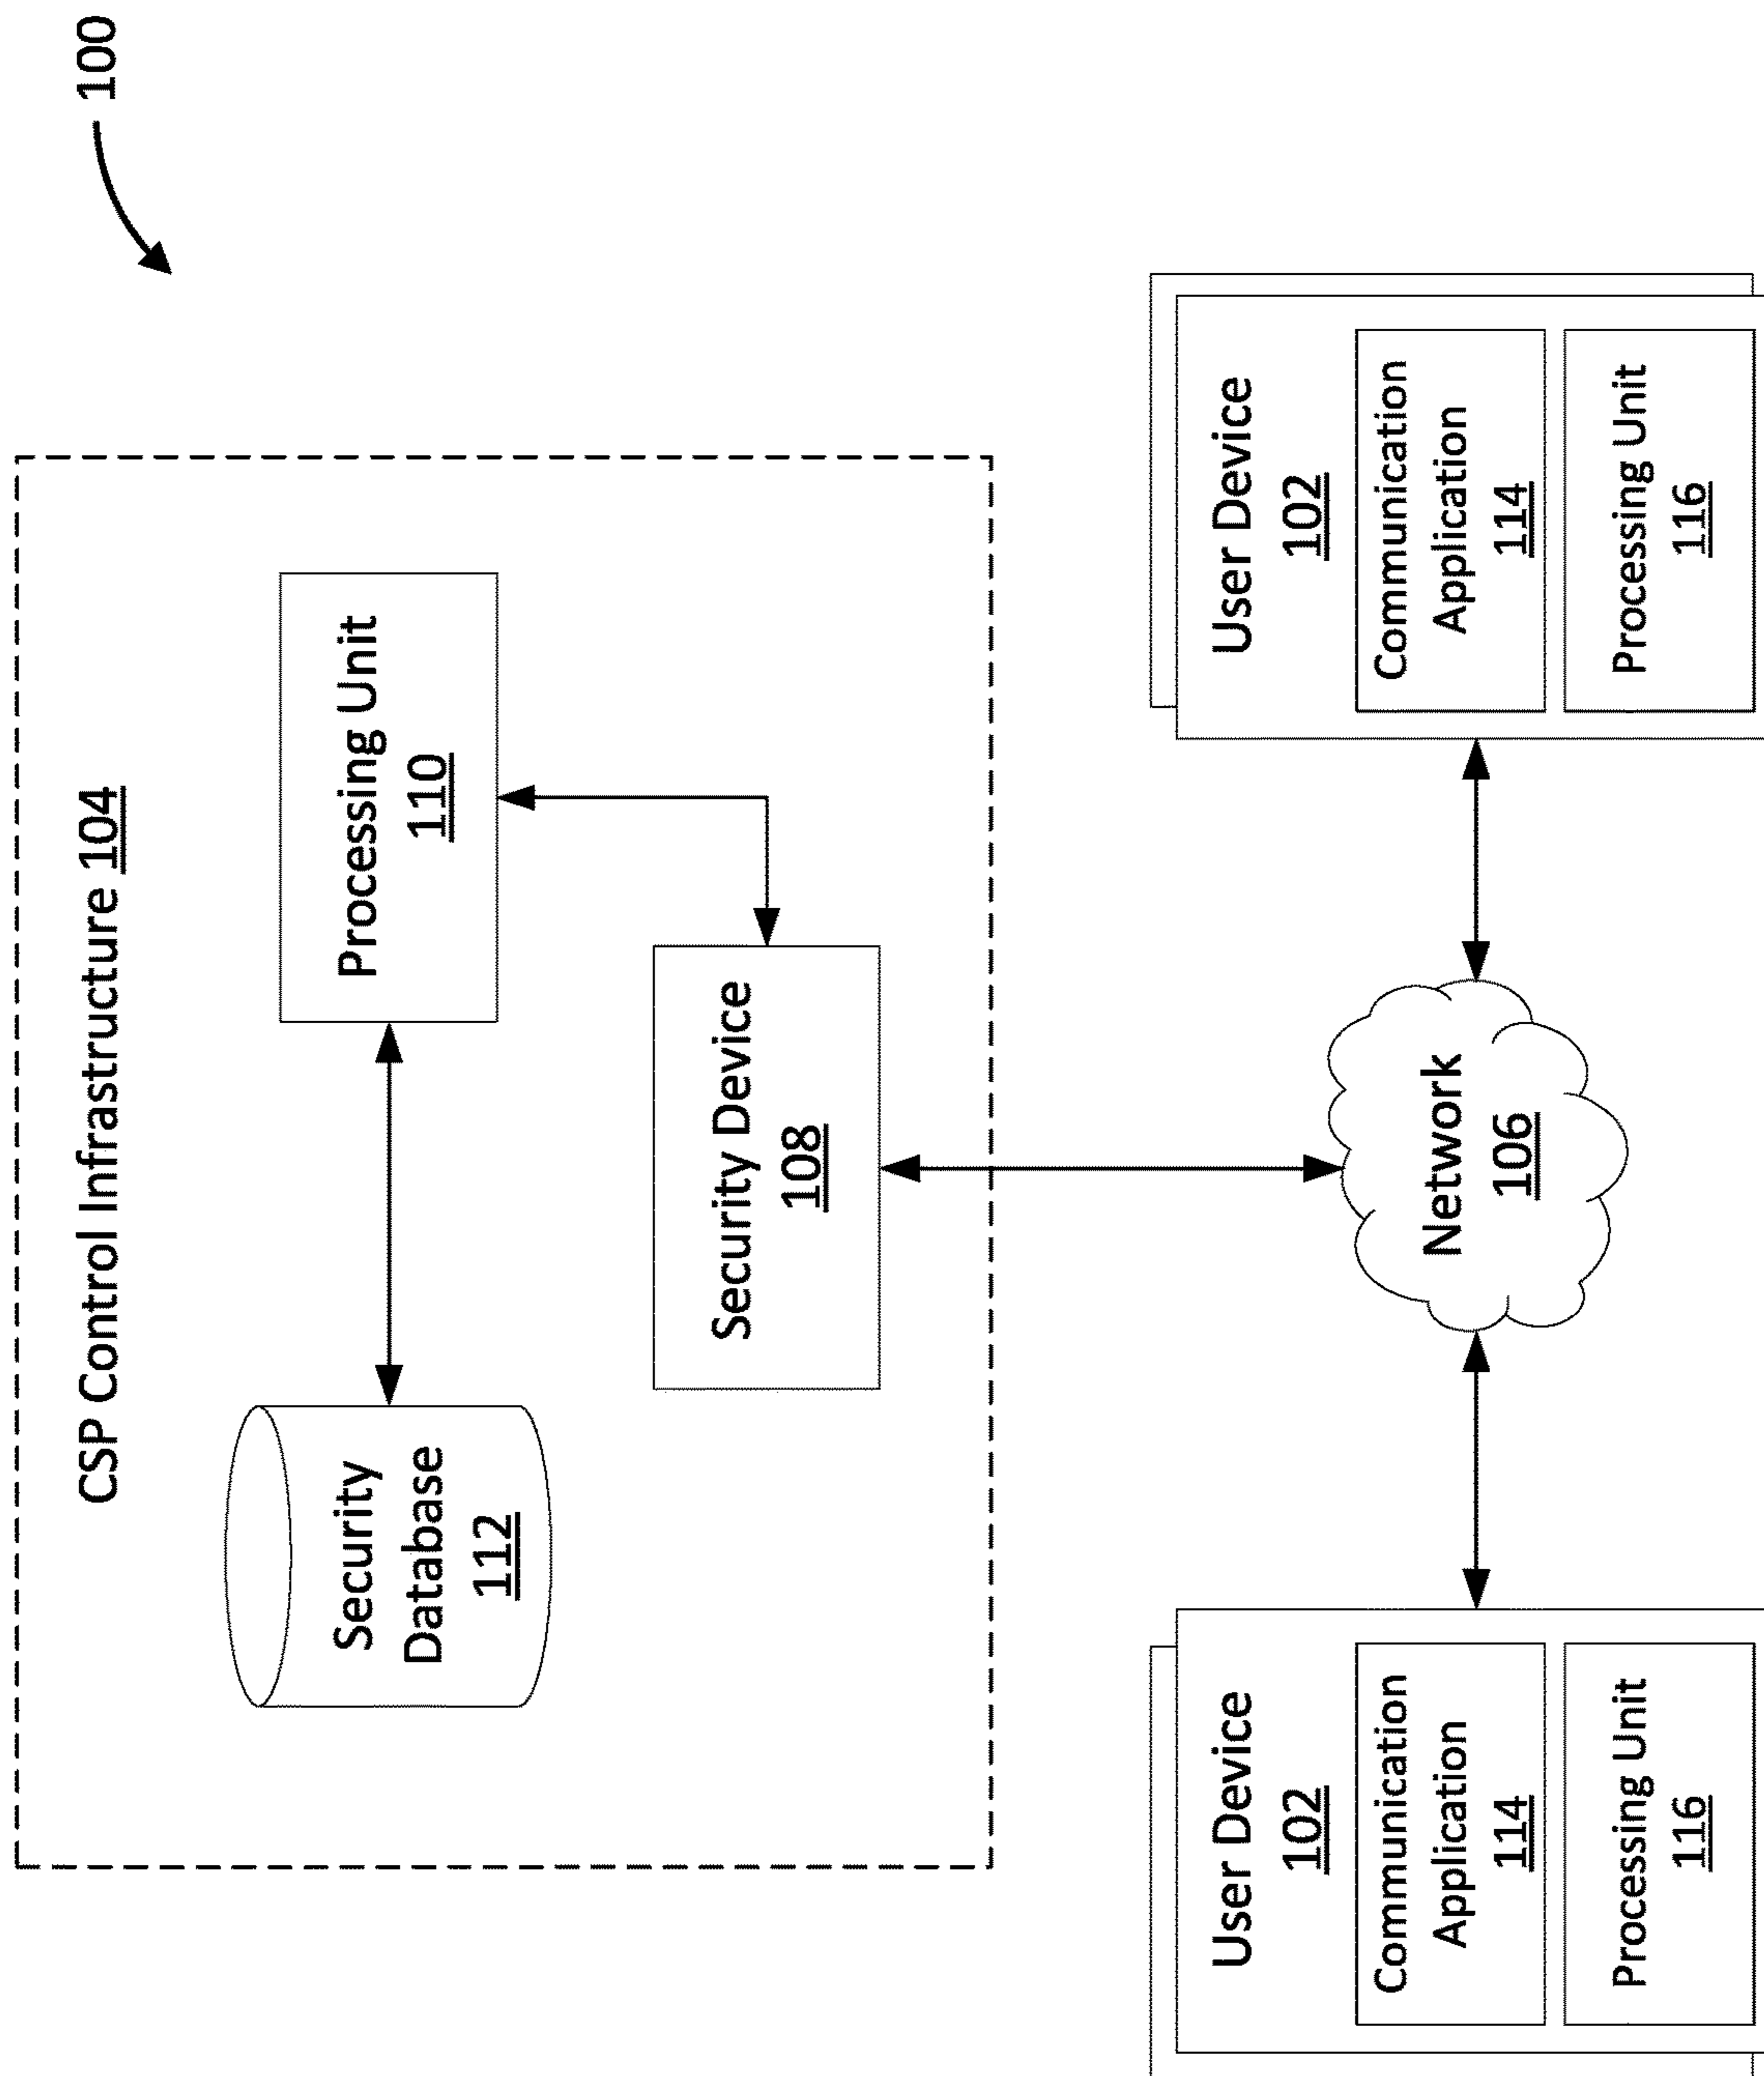 100
CSP Control Infrastructure 104
Security
Database
112
Processing Unit
110
Security Device
108
Network
106
User Device
102
Communication
Application
114
Processing Unit
116
User Device
102
Communication
Application
114
Processing Unit
116